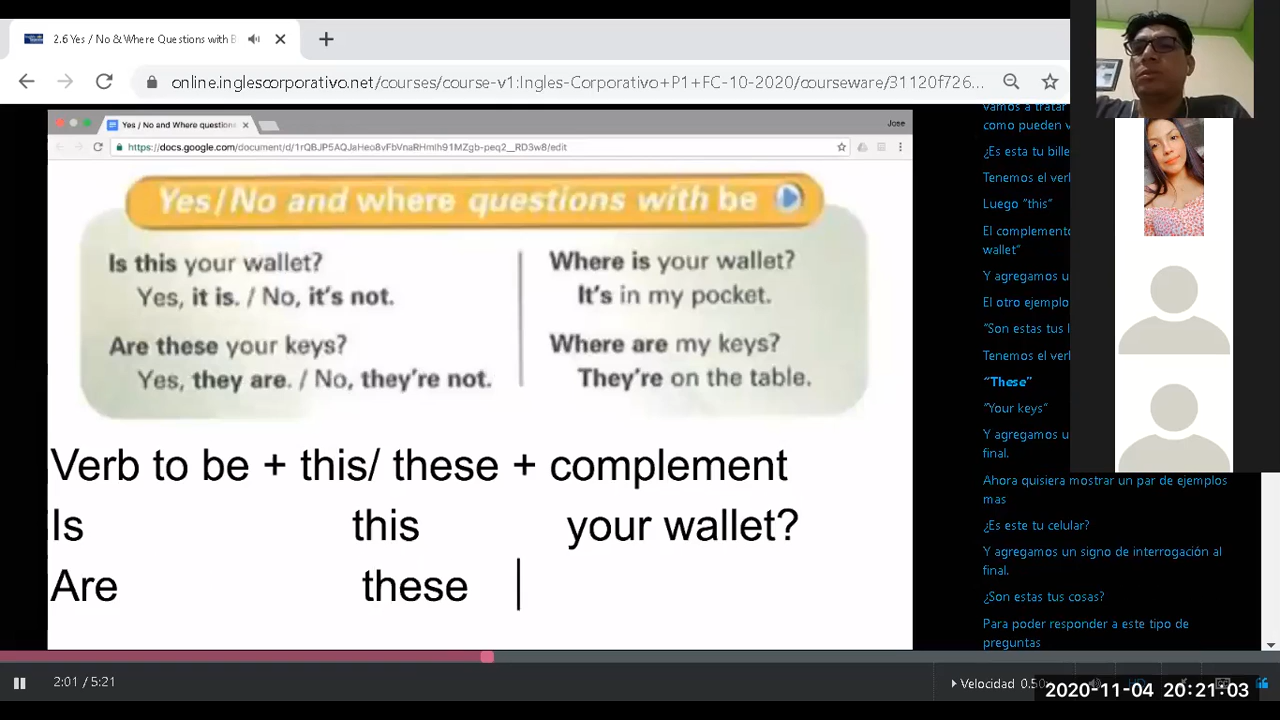 2.6 Yes / No & Where Questions with B
online.inglescorporativo.net/courses/course-v1:Ingles-Corporativo+P1+FC-10-2020/courseware/31120f726...
Yes / No and Where questions
Jose
https://docs.google.com/document/d/1rQBJP5AQJaHeo8vFbVnaRHmIh91MZgb-peq2__RD3w8/edit
Yes/No and where questions with be
Is this your wallet?
Yes, it is. / No, it's not.
Are these your keys?
Yes, they are. / No, they're not.
Where is your wallet?
It's in my pocket.
Where are my keys?
They're on the table.
Verb to be + this/ these + complement
Is this your wallet?
Are these
vamos a tratar
como pueden v
¿Es esta tu bille
Tenemos el verb
Luego "this"
El complemento
wallet"
Y agregamos u
El otro ejemplo
"Son estas tus l
Tenemos el verb
"These"
"Your keys"
Y agregamos u
final.
Ahora quisiera mostrar un par de ejemplos
mas
¿Es este tu celular?
Y agregamos un signo de interrogación al
final.
¿Son estas tus cosas?
Para poder responder a este tipo de
preguntas
2:01 / 5:21
Velocidad 0.50x
HD
2020-11-04 20:21:03